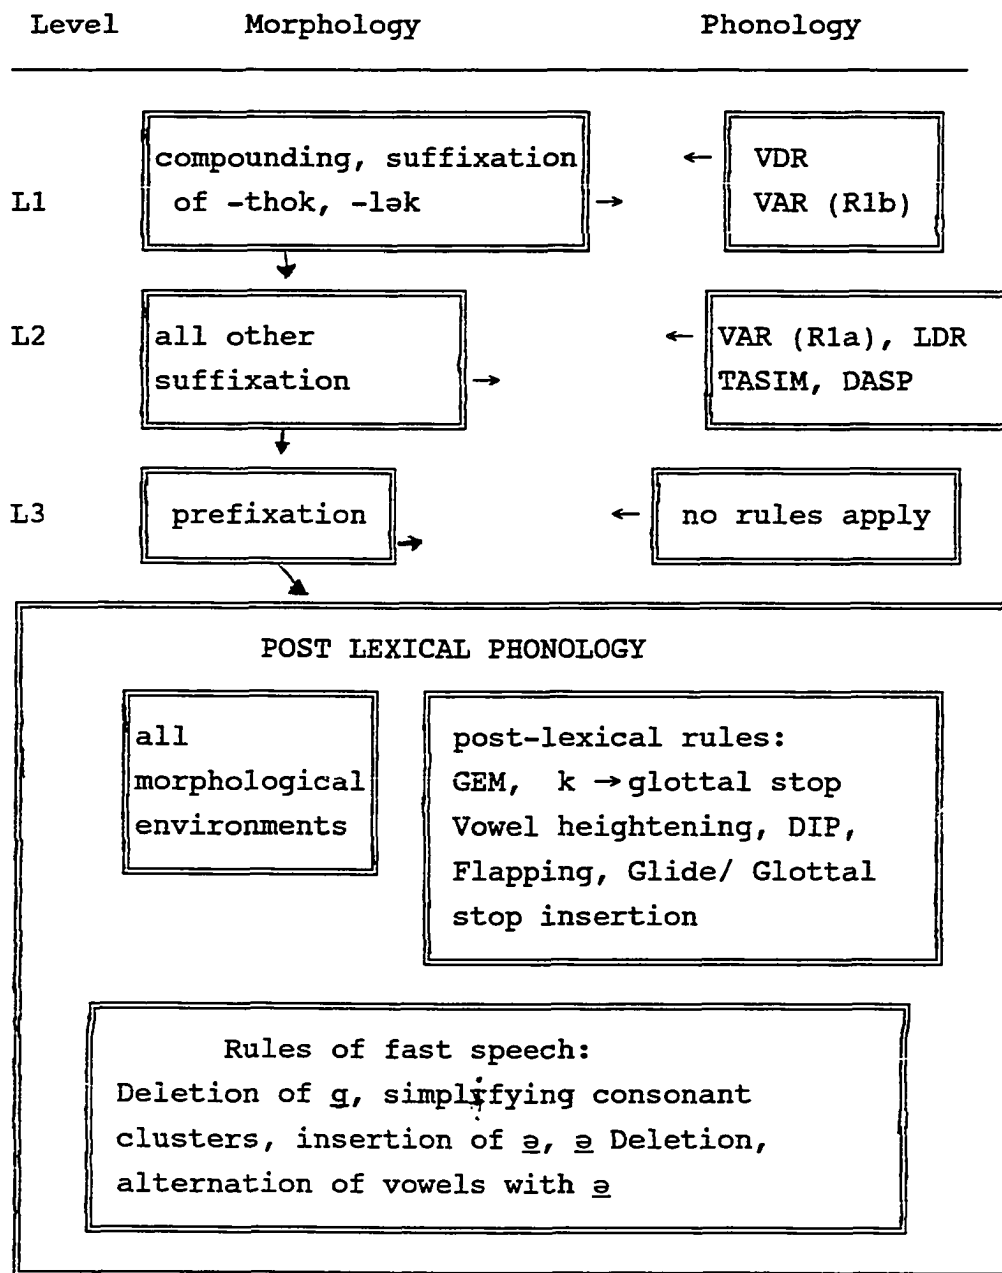 Level Morphology Phonology
compounding, suffixation ← VDR
L1 of -thok, -lək → VAR (R1b)
L2 all other ← VAR (R1a), LDR
suffixation → TASIM, DASP
L3 prefixation → ← no rules apply
POST LEXICAL PHONOLOGY
all post-lexical rules:
morphological GEM, k → glottal stop
environments Vowel heightening, DIP,
Flapping, Glide/ Glottal
stop insertion
Rules of fast speech:
Deletion of g, simplifying consonant
clusters, insertion of ə, ə Deletion,
alternation of vowels with ə